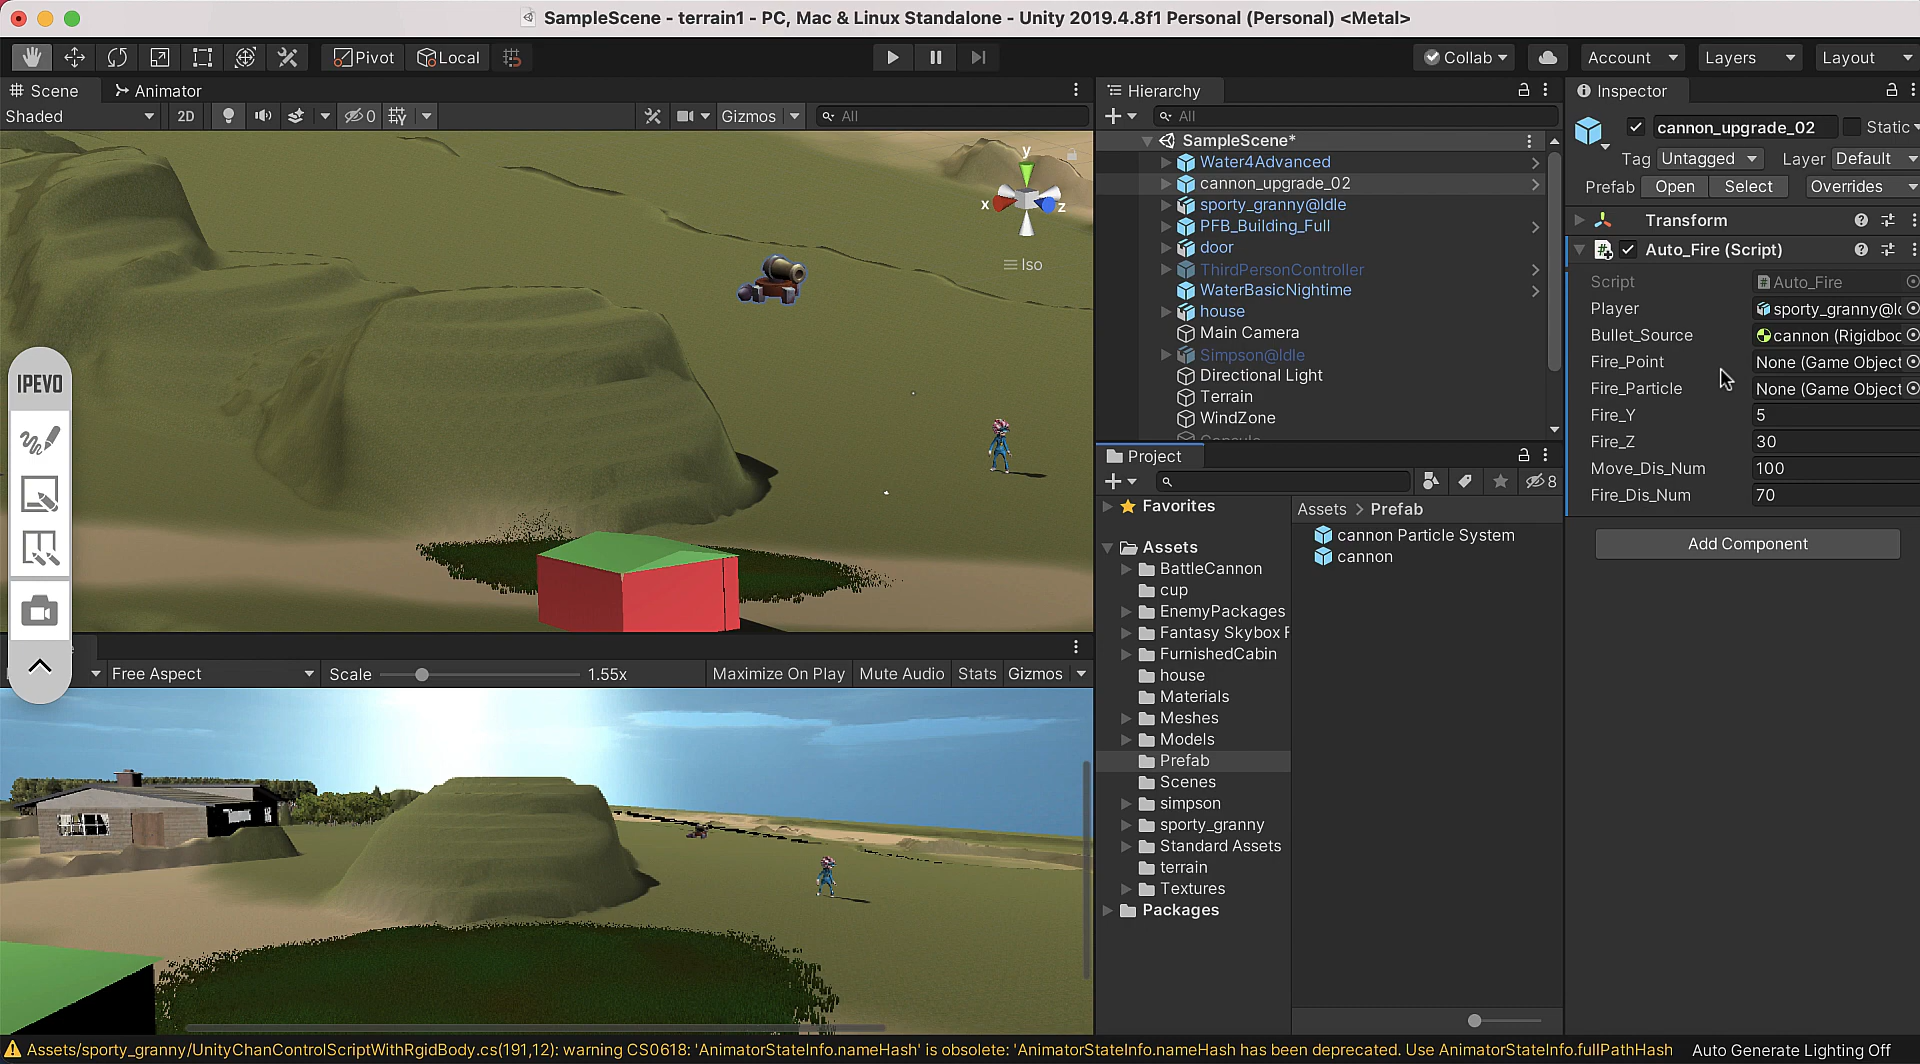 SampleScene - terrain1 - PC, Mac & Linux Standalone - Unity 2019.4.8f1 Personal (Personal) <Metal>
Pivot Local Collab Account Layers Layout
Scene Animator
Shaded 2D 0 Gizmos All
y
x
z
Iso
IPEVO
Free Aspect Scale 1.55x Maximize On Play Mute Audio Stats Gizmos
Hierarchy
All
SampleScene*
Water4Advanced
cannon_upgrade_02
sporty_granny@Idle
PFB_Building_Full
door
ThirdPersonController
WaterBasicNightime
house
Main Camera
Simpson@Idle
Directional Light
Terrain
WindZone
Project
8
Favorites
Assets
BattleCannon
cup
EnemyPackages
Fantasy Skybox F
FurnishedCabin
house
Materials
Meshes
Models
Prefab
Scenes
simpson
sporty_granny
Standard Assets
terrain
Textures
Packages
Assets > Prefab
cannon Particle System
cannon
Inspector
cannon_upgrade_02 Static
Tag Untagged Layer Default
Prefab Open Select Overrides
Transform
Auto_Fire (Script)
Script Auto_Fire
Player sporty_granny@Id
Bullet_Source cannon (Rigidboc
Fire_Point None (Game Object
Fire_Particle None (Game Object
Fire_Y 5
Fire_Z 30
Move_Dis_Num 100
Fire_Dis_Num 70
Add Component
Assets/sporty_granny/UnityChanControlScriptWithRgidBody.cs(191,12): warning CS0618: 'AnimatorStateInfo.nameHash' is obsolete: 'AnimatorStateInfo.nameHash has been deprecated. Use AnimatorStateInfo.fullPathHash
Auto Generate Lighting Off